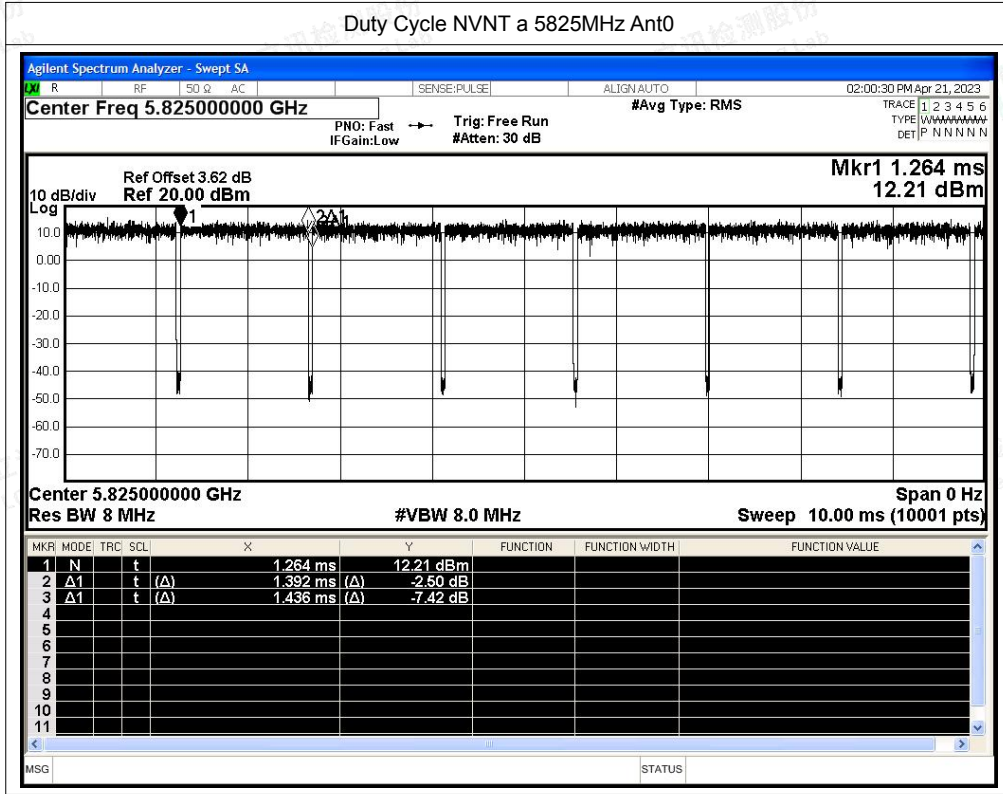 Duty Cycle NVNT a 5825MHz Ant0
Agilent Spectrum Analyzer - Swept SA
LXI R RF 50 Ω AC SENSE:PULSE ALIGN AUTO 02:00:30 PM Apr 21, 2023
Center Freq 5.825000000 GHz #Avg Type: RMS TRACE 1 2 3 4 5 6
PNO: Fast Trig: Free Run TYPE WWWWWW
IFGain:Low #Atten: 30 dB DET P N N N N N
Mkr1 1.264 ms
Ref Offset 3.62 dB
10 dB/div Ref 20.00 dBm 12.21 dBm
Log
1 2Δ1
10.0
0.00
-10.0
-20.0
-30.0
-40.0
-50.0
-60.0
-70.0
Center 5.825000000 GHz Span 0 Hz
Res BW 8 MHz #VBW 8.0 MHz Sweep 10.00 ms (10001 pts)
MKR MODE TRC SCL X Y FUNCTION FUNCTION WIDTH FUNCTION VALUE
1 N t 1.264 ms 12.21 dBm
2 Δ1 t (Δ) 1.392 ms (Δ) -2.50 dB
3 Δ1 t (Δ) 1.436 ms (Δ) -7.42 dB
4
5
6
7
8
9
10
11
MSG STATUS